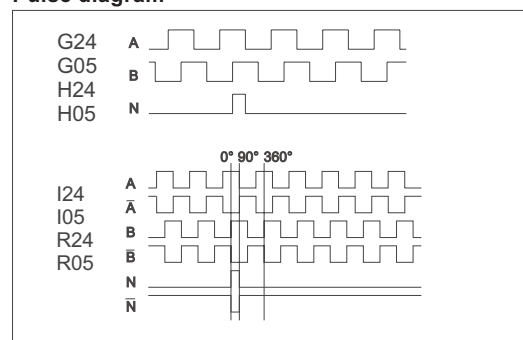 Pulse diagram
G24
G05
H24
H05
A
B
N
0° 90° 360°
I24
I05
R24
R05
A
A̅
B
B̅
N
N̅